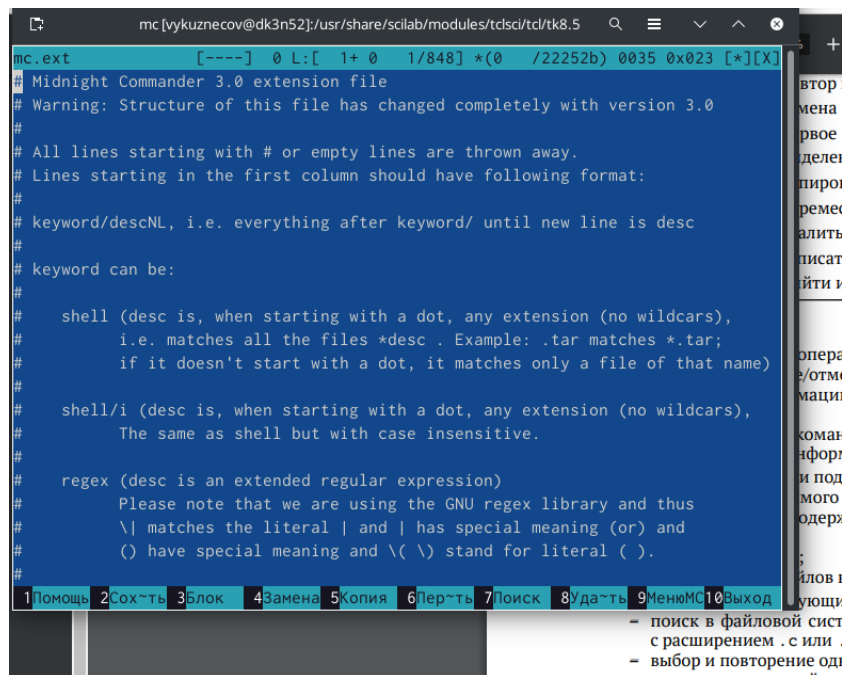 mc [vykuznecov@dk3n52]:/usr/share/scilab/modules/tclsci/tcl/tk8.5
mc.ext [----] 0 L:[ 1+ 0 1/848] *(0 /22252b) 0035 0x023 [*][X]
# Midnight Commander 3.0 extension file
# Warning: Structure of this file has changed completely with version 3.0
#
# All lines starting with # or empty lines are thrown away.
# Lines starting in the first column should have following format:
#
# keyword/descNL, i.e. everything after keyword/ until new line is desc
#
# keyword can be:
#
# shell (desc is, when starting with a dot, any extension (no wildcars),
# i.e. matches all the files *desc . Example: .tar matches *.tar;
# if it doesn't start with a dot, it matches only a file of that name)
#
# shell/i (desc is, when starting with a dot, any extension (no wildcars),
# The same as shell but with case insensitive.
#
# regex (desc is an extended regular expression)
# Please note that we are using the GNU regex library and thus
# \| matches the literal | and | has special meaning (or) and
# () have special meaning and \( \) stand for literal ( ).
#
1Помощь 2Сох~ть 3Блок 4Замена 5Копия 6Пер~ть 7Поиск 8Уда~ть 9МенюMC 10Выход
– поиск в файловой сист
с расширением .c или .
– выбор и повторение од